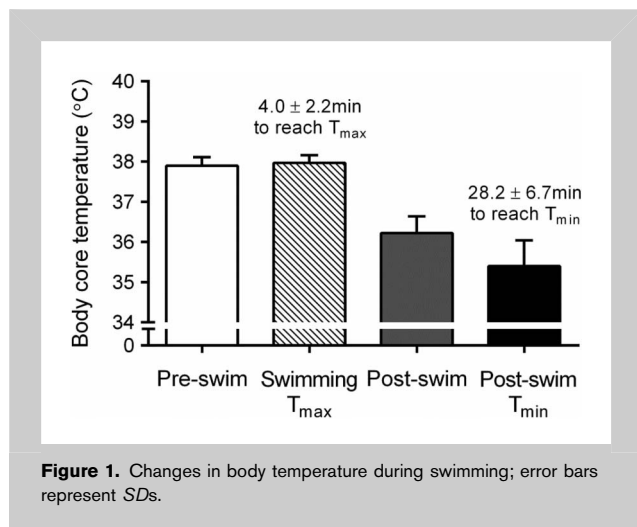 Body core temperature (°C)
40
39
38
37
36
35
34
0
4.0 ± 2.2min
to reach Tmax
28.2 ± 6.7min
to reach Tmin
Pre-swim Swimming Tmax Post-swim Post-swim Tmin
Figure 1. Changes in body temperature during swimming; error bars
represent SDs.